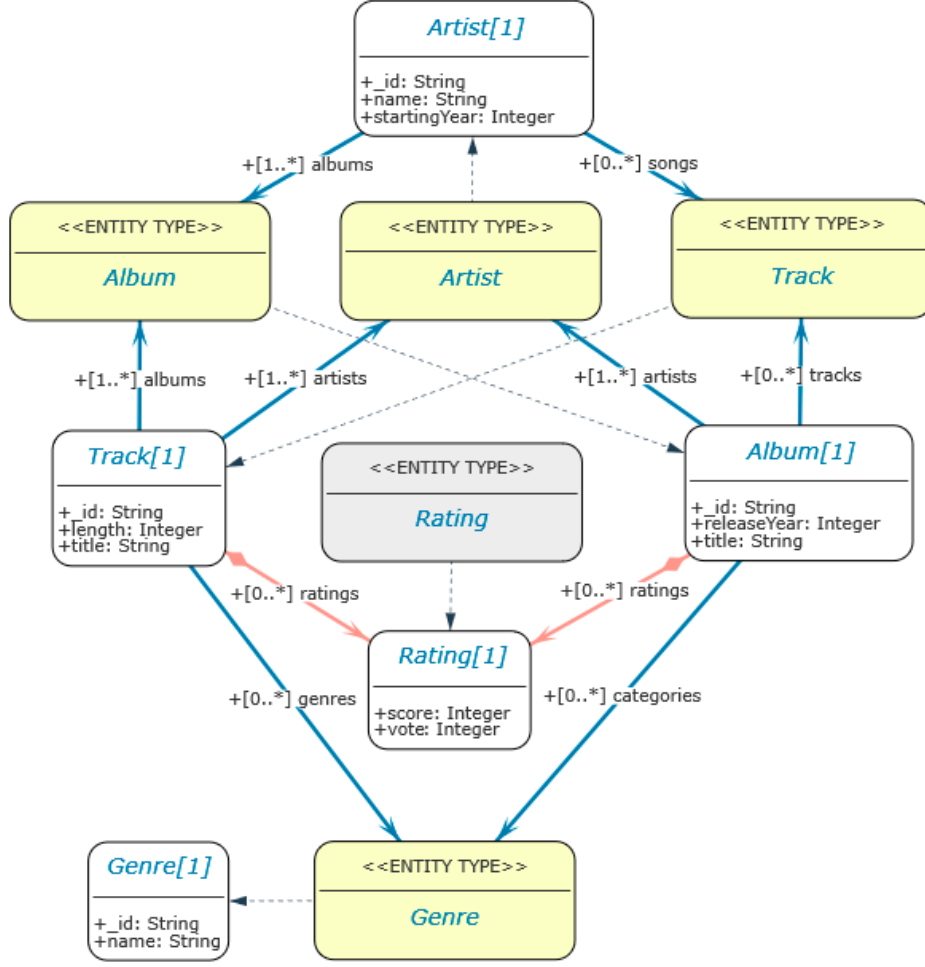 Artist[1]
+_id: String
+name: String
+startingYear: Integer
+[1..*] albums
+[0..*] songs
<<ENTITY TYPE>>
Album
<<ENTITY TYPE>>
Artist
<<ENTITY TYPE>>
Track
+[1..*] albums
+[1..*] artists
+[1..*] artists
+[0..*] tracks
Track[1]
+_id: String
+length: Integer
+title: String
<<ENTITY TYPE>>
Rating
Album[1]
+_id: String
+releaseYear: Integer
+title: String
+[0..*] ratings
+[0..*] ratings
Rating[1]
+score: Integer
+vote: Integer
+[0..*] genres
+[0..*] categories
Genre[1]
+_id: String
+name: String
<<ENTITY TYPE>>
Genre